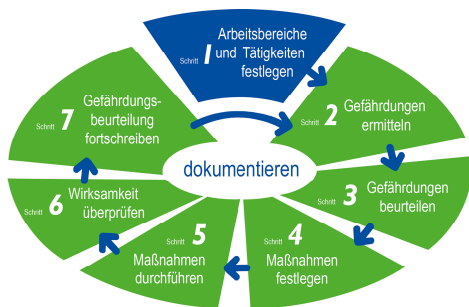 Schritt 1 Arbeitsbereiche
und Tätigkeiten
festlegen
Schritt 2 Gefährdungen
ermitteln
Schritt 3 Gefährdungen
beurteilen
Schritt 4
Maßnahmen
festlegen
Schritt 5
Maßnahmen
durchführen
Schritt 6 Wirksamkeit
überprüfen
Schritt 7 Gefährdungs-
beurteilung
fortschreiben
dokumentieren